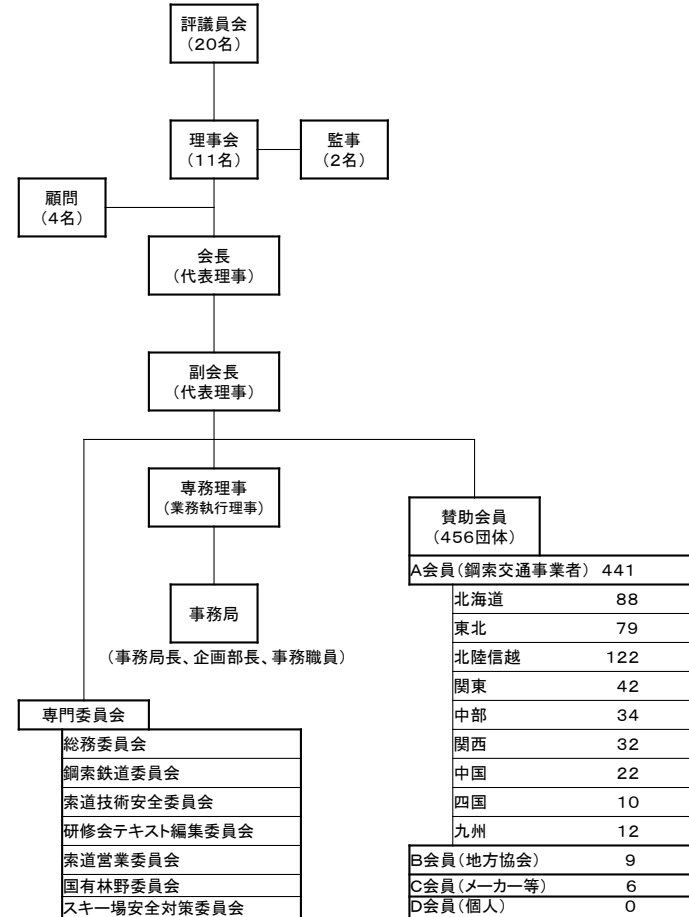 評議員会
（20名）
理事会
（11名）
監事
（2名）
顧問
（4名）
会長
（代表理事）
副会長
（代表理事）
専務理事
（業務執行理事）
事務局
（事務局長、企画部長、事務職員）
専門委員会
総務委員会
鋼索鉄道委員会
索道技術安全委員会
研修会テキスト編集委員会
索道営業委員会
国有林野委員会
スキー場安全対策委員会
賛助会員
（456団体）
A会員（鋼索交通事業者） 441
北海道 88
東北 79
北陸信越 122
関東 42
中部 34
関西 32
中国 22
四国 10
九州 12
B会員（地方協会） 9
C会員（メーカー等） 6
D会員（個人） 0